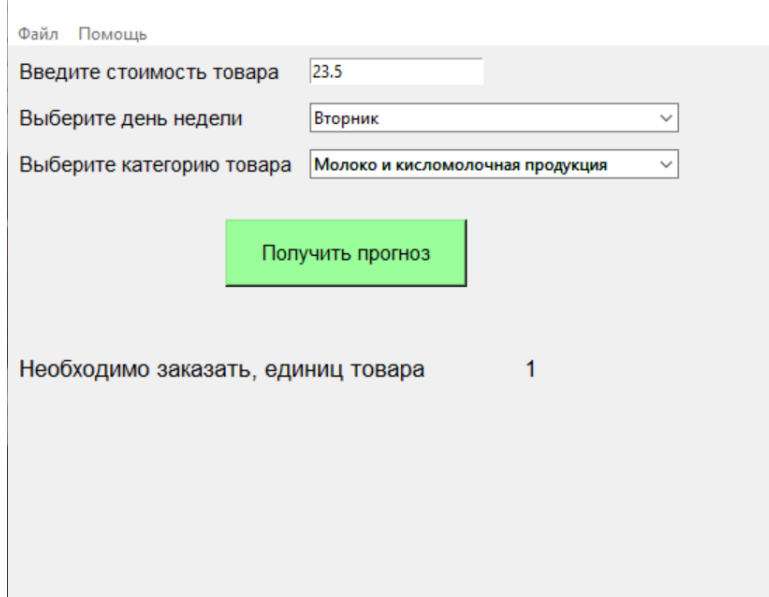 Файл Помощь
Введите стоимость товара 23.5
Выберите день недели Вторник
Выберите категорию товара Молоко и кисломолочная продукция
Получить прогноз
Необходимо заказать, единиц товара 1